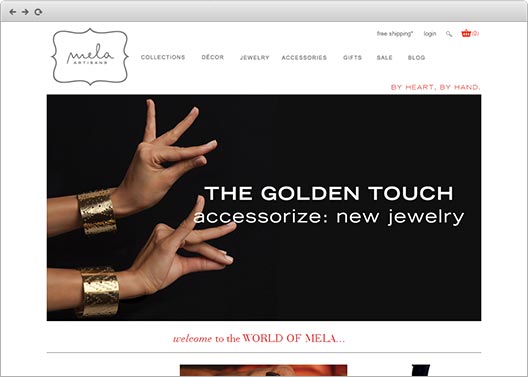 free shipping* login (0)
mela
ARTISANS
COLLECTIONS DÉCOR JEWELRY ACCESSORIES GIFTS SALE BLOG
BY HEART, BY HAND.
THE GOLDEN TOUCH
accessorize: new jewelry
welcome to the WORLD OF MELA...